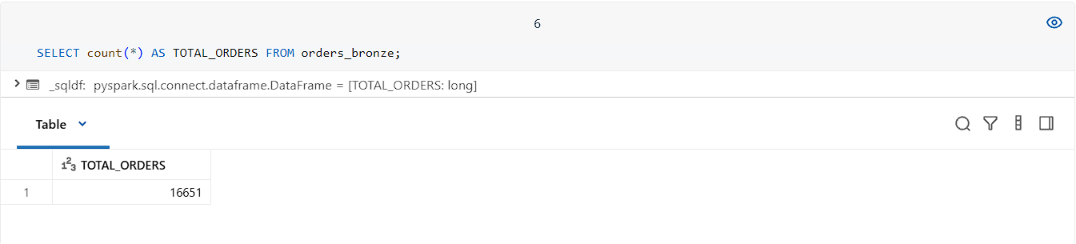 6
SELECT count(*) AS TOTAL_ORDERS FROM orders_bronze;
_sqldf: pyspark.sql.connect.dataframe.DataFrame = [TOTAL_ORDERS: long]
Table
123 TOTAL_ORDERS
1 16651